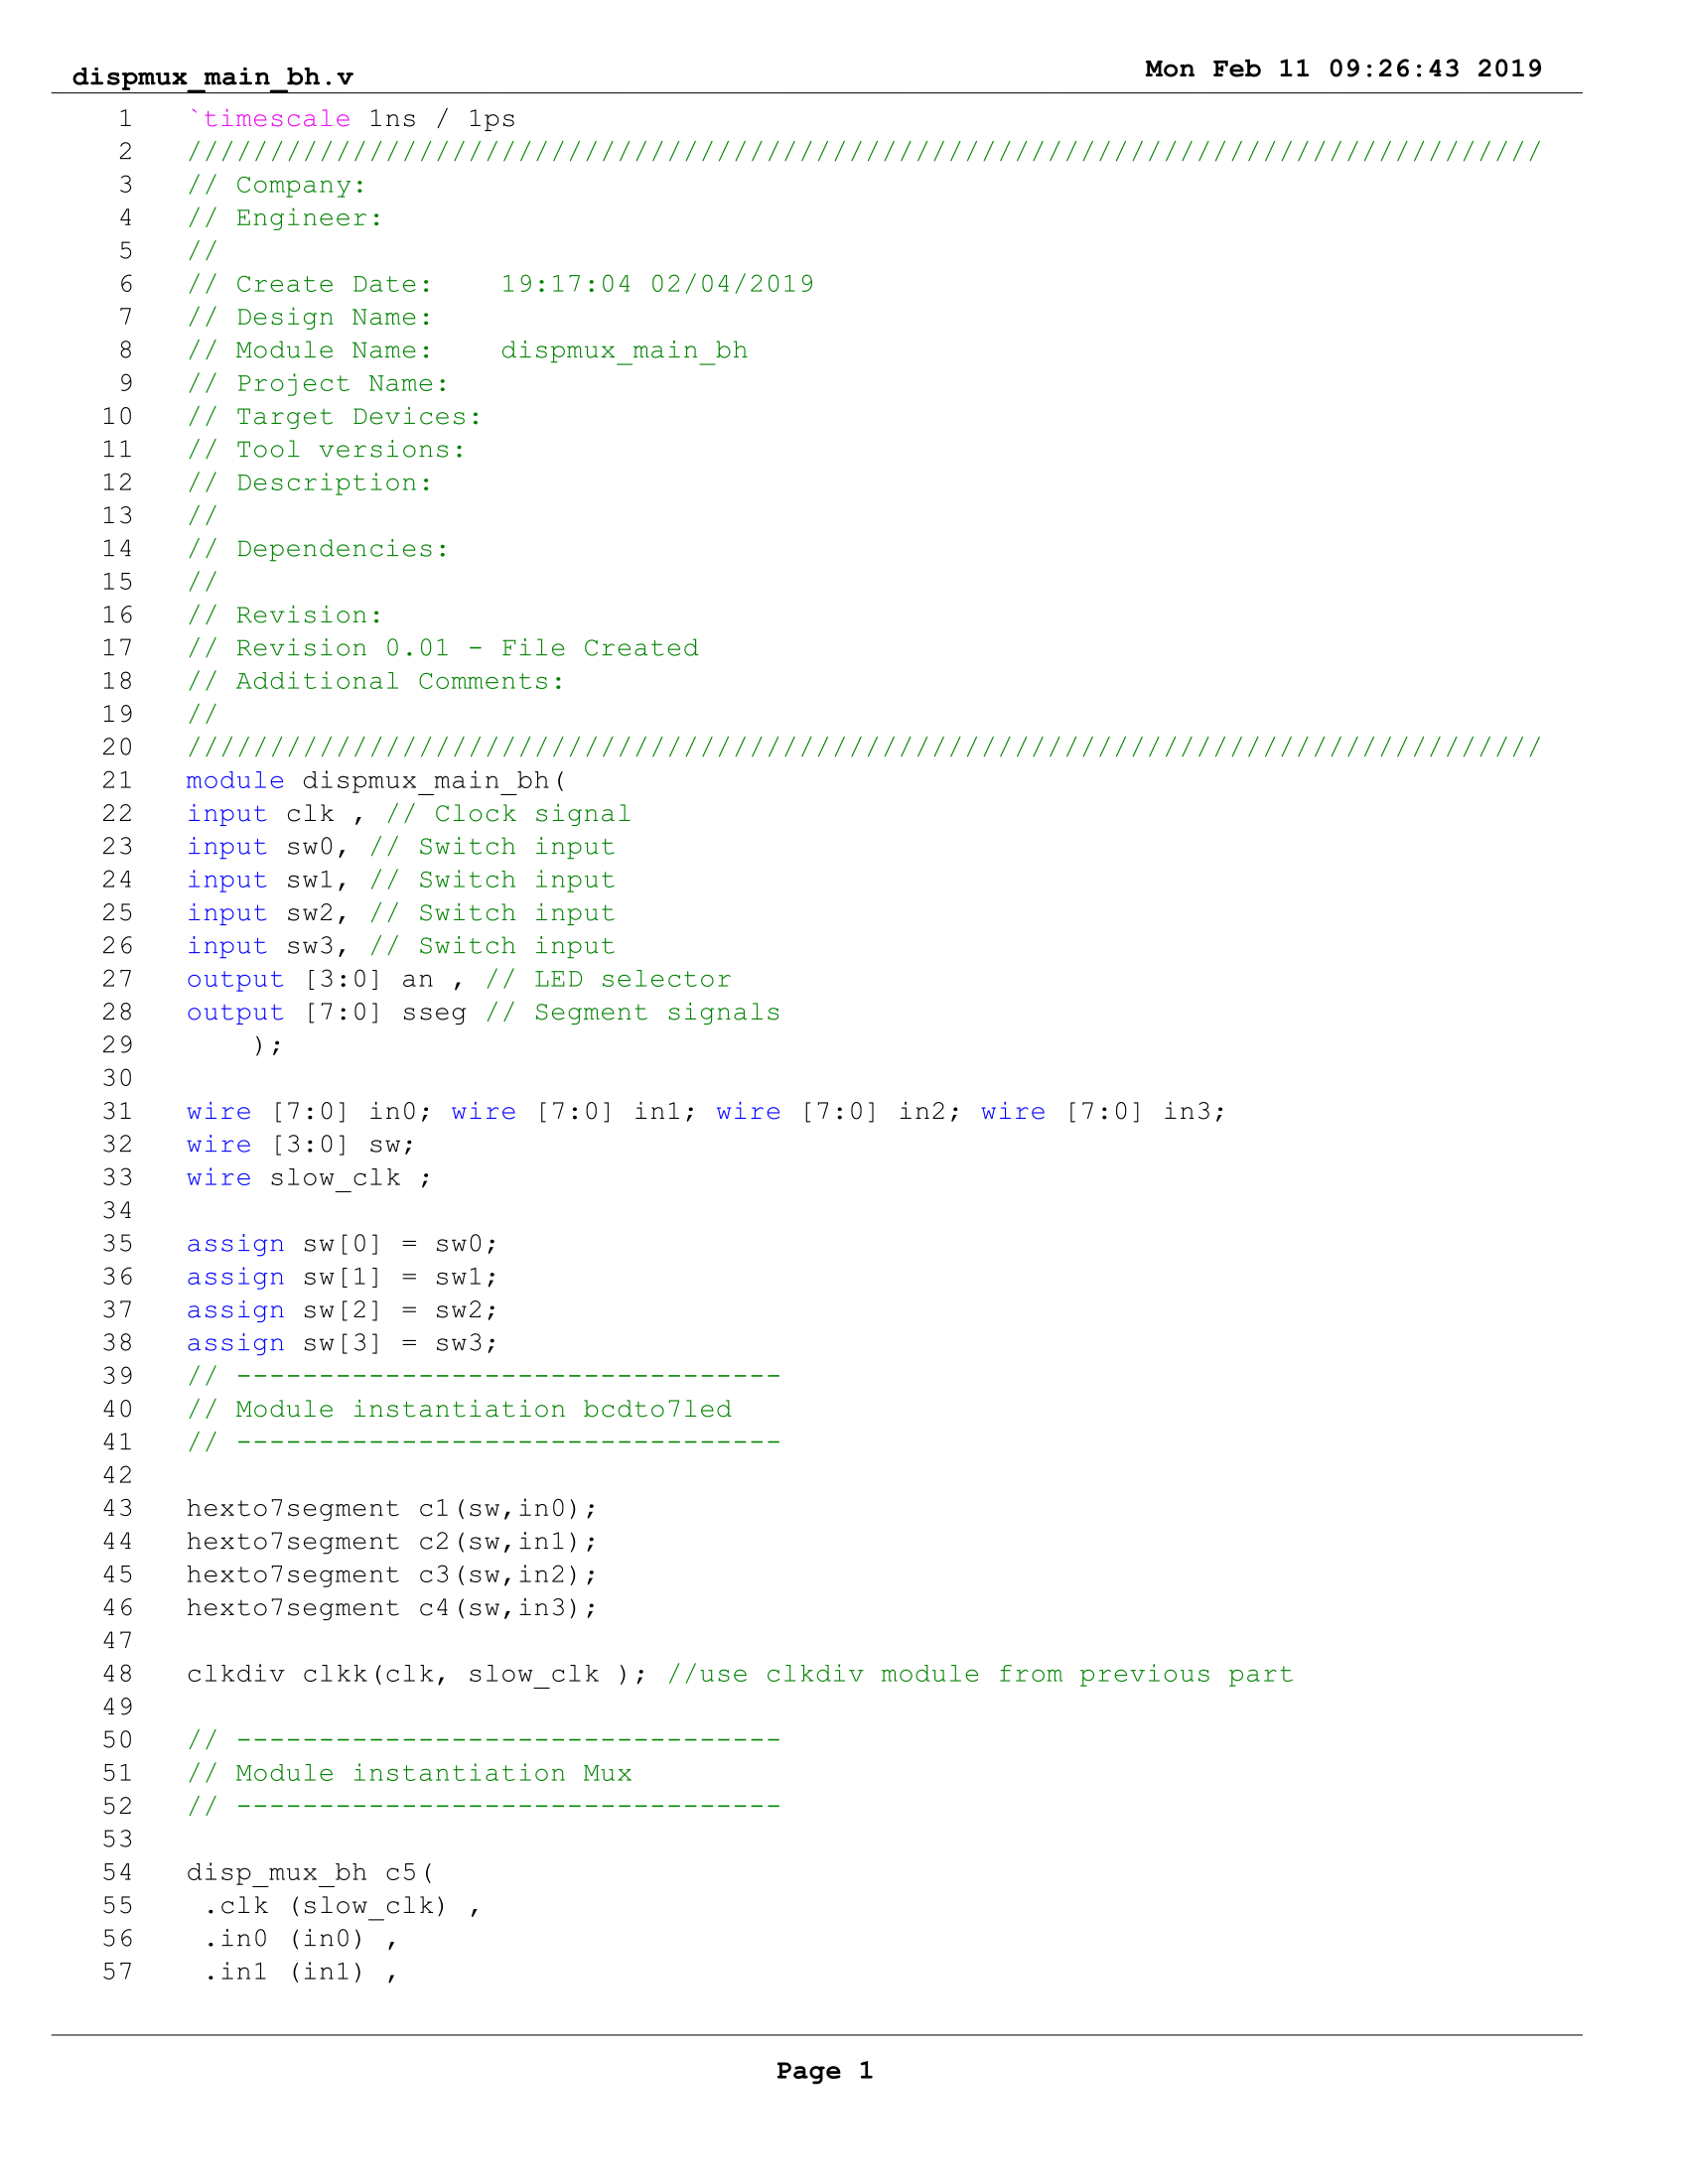 dispmux_main_bh.v
Mon Feb 11 09:26:43 2019
1 `timescale 1ns / 1ps
2 //////////////////////////////////////////////////////////////////////////////////
3 // Company:
4 // Engineer:
5 //
6 // Create Date:    19:17:04 02/04/2019
7 // Design Name:
8 // Module Name:    dispmux_main_bh
9 // Project Name:
10 // Target Devices:
11 // Tool versions:
12 // Description:
13 //
14 // Dependencies:
15 //
16 // Revision:
17 // Revision 0.01 - File Created
18 // Additional Comments:
19 //
20 //////////////////////////////////////////////////////////////////////////////////
21 module dispmux_main_bh(
22 input clk , // Clock signal
23 input sw0, // Switch input
24 input sw1, // Switch input
25 input sw2, // Switch input
26 input sw3, // Switch input
27 output [3:0] an , // LED selector
28 output [7:0] sseg // Segment signals
29     );
30
31 wire [7:0] in0; wire [7:0] in1; wire [7:0] in2; wire [7:0] in3;
32 wire [3:0] sw;
33 wire slow_clk ;
34
35 assign sw[0] = sw0;
36 assign sw[1] = sw1;
37 assign sw[2] = sw2;
38 assign sw[3] = sw3;
39 // ---------------------------------
40 // Module instantiation bcdto7led
41 // ---------------------------------
42
43 hexto7segment c1(sw,in0);
44 hexto7segment c2(sw,in1);
45 hexto7segment c3(sw,in2);
46 hexto7segment c4(sw,in3);
47
48 clkdiv clkk(clk, slow_clk ); //use clkdiv module from previous part
49
50 // ---------------------------------
51 // Module instantiation Mux
52 // ---------------------------------
53
54 disp_mux_bh c5(
55  .clk (slow_clk) ,
56  .in0 (in0) ,
57  .in1 (in1) ,
Page 1